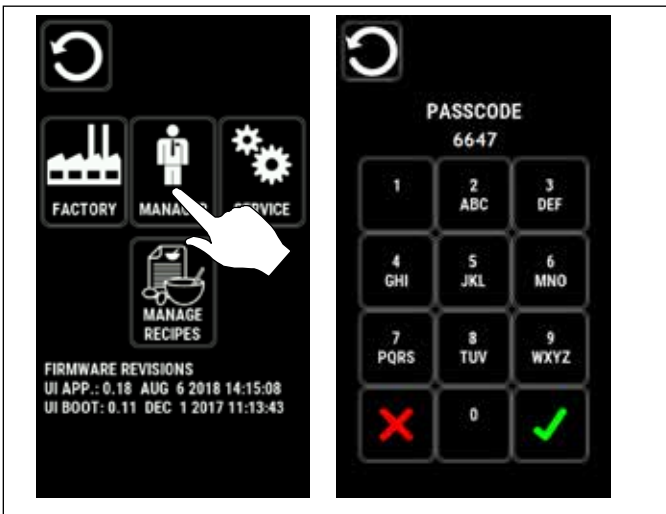 FACTORY
SERVICE
MANAGE
RECIPES
FIRMWARE REVISIONS
UI APP.: 0.18 AUG 6 2018 14:15:08
UI BOOT: 0.11 DEC 1 2017 11:13:43
PASSCODE
6647
1
2
ABC
3
DEF
4
GHI
5
JKL
6
MNO
7
PQRS
8
TUV
9
WXYZ
0